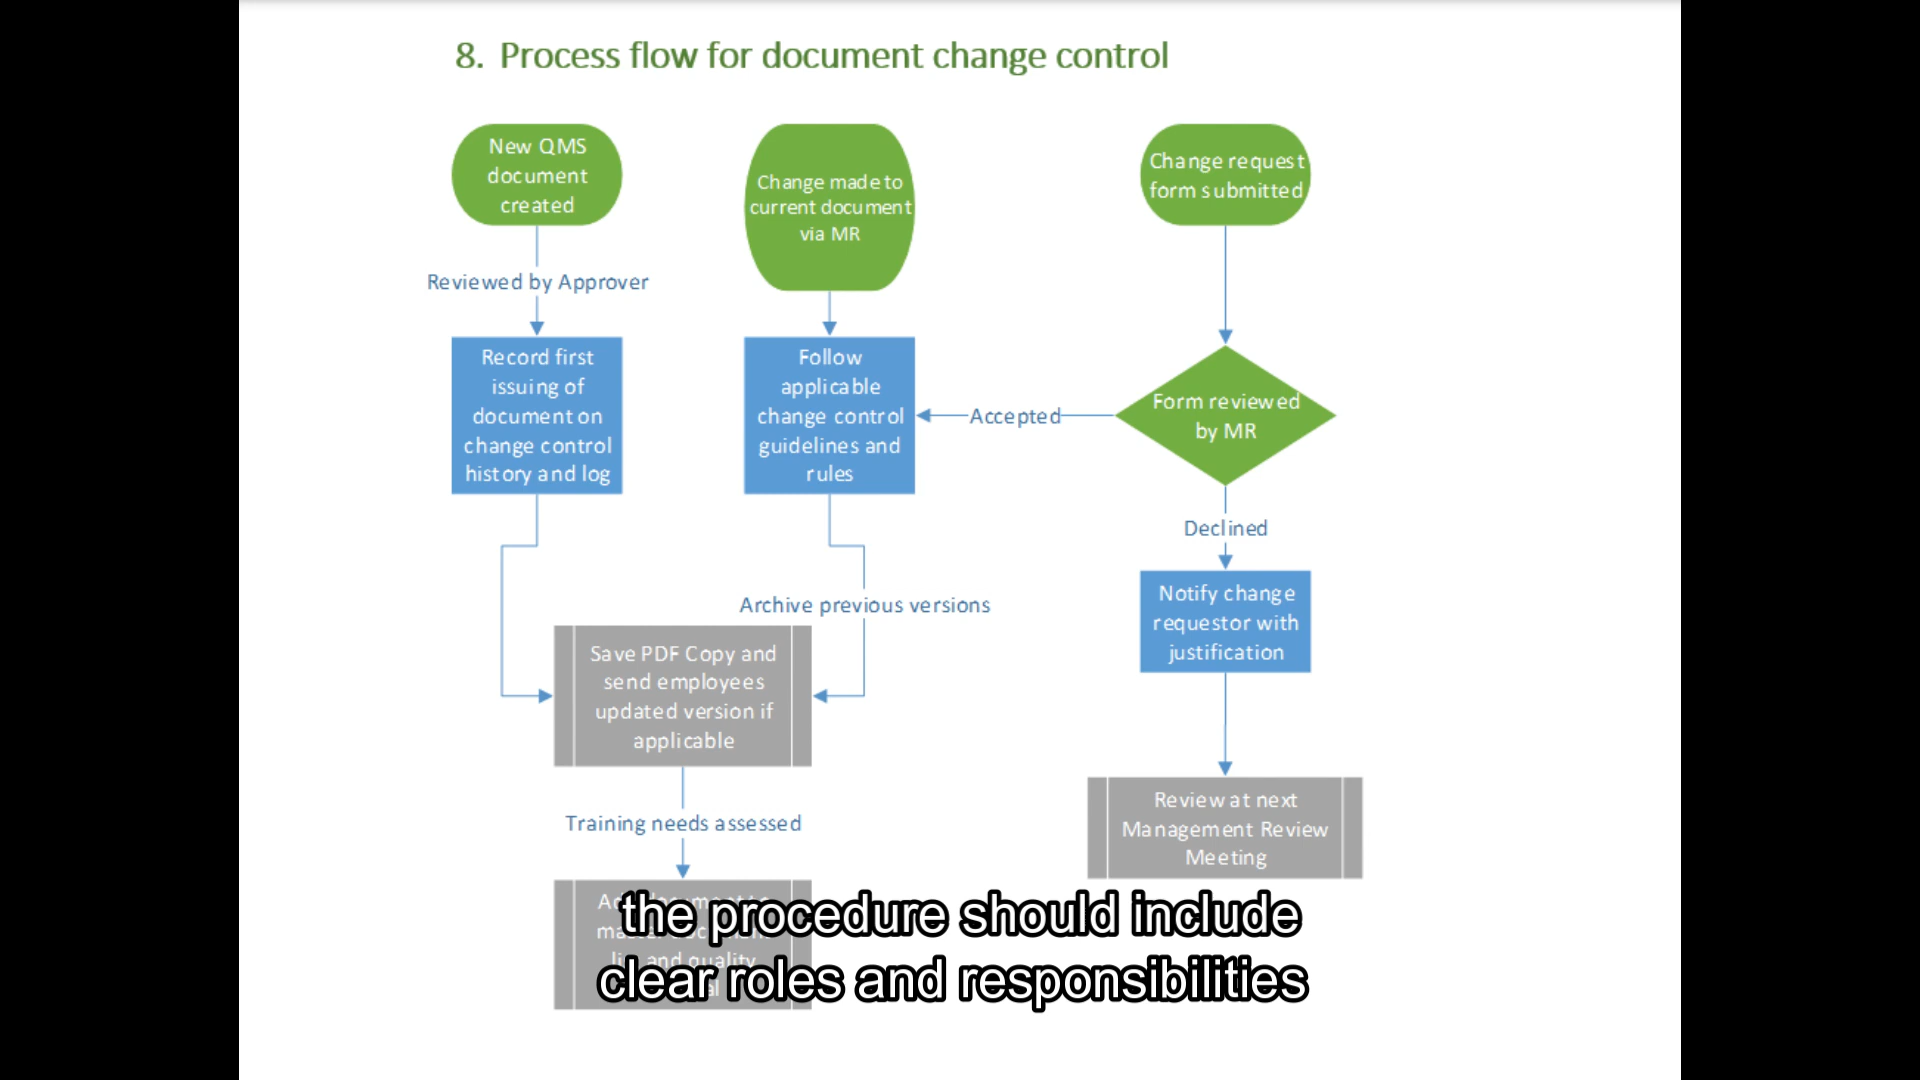 8. Process flow for document change control
New QMS
document
created
Change made to
current document
via MR
Change request
form submitted
Reviewed by Approver
Record first
issuing of
document on
change control
history and log
Follow
applicable
change control
guidelines and
rules
Accepted
Form reviewed
by MR
Declined
Notify change
requestor with
justification
Archive previous versions
Save PDF Copy and
send employees
updated version if
applicable
Training needs assessed
Review at next
Management Review
Meeting
and quality
the procedure should include
clear roles and responsibilities